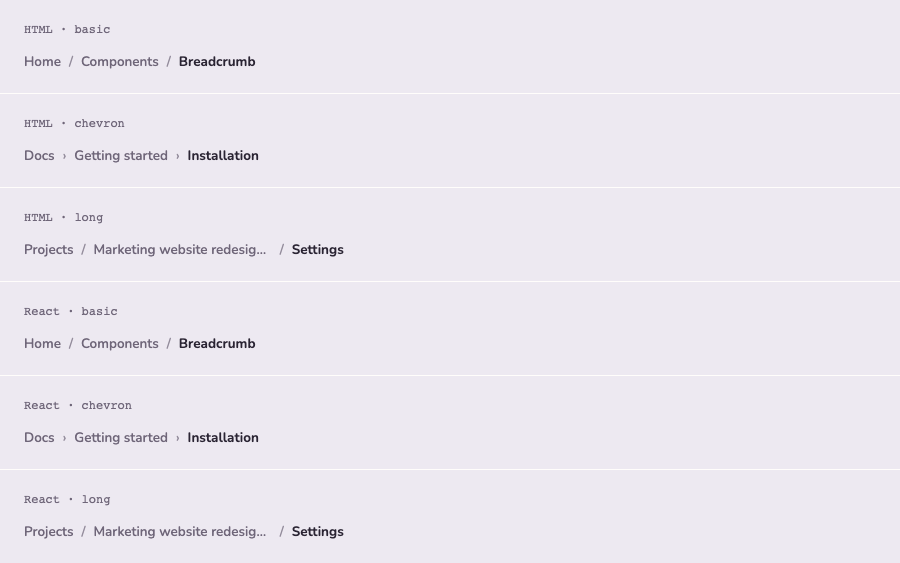 HTML · basic
Home / Components / Breadcrumb
HTML · chevron
Docs › Getting started › Installation
HTML · long
Projects / Marketing website redesig... / Settings
React · basic
Home / Components / Breadcrumb
React · chevron
Docs › Getting started › Installation
React · long
Projects / Marketing website redesig... / Settings